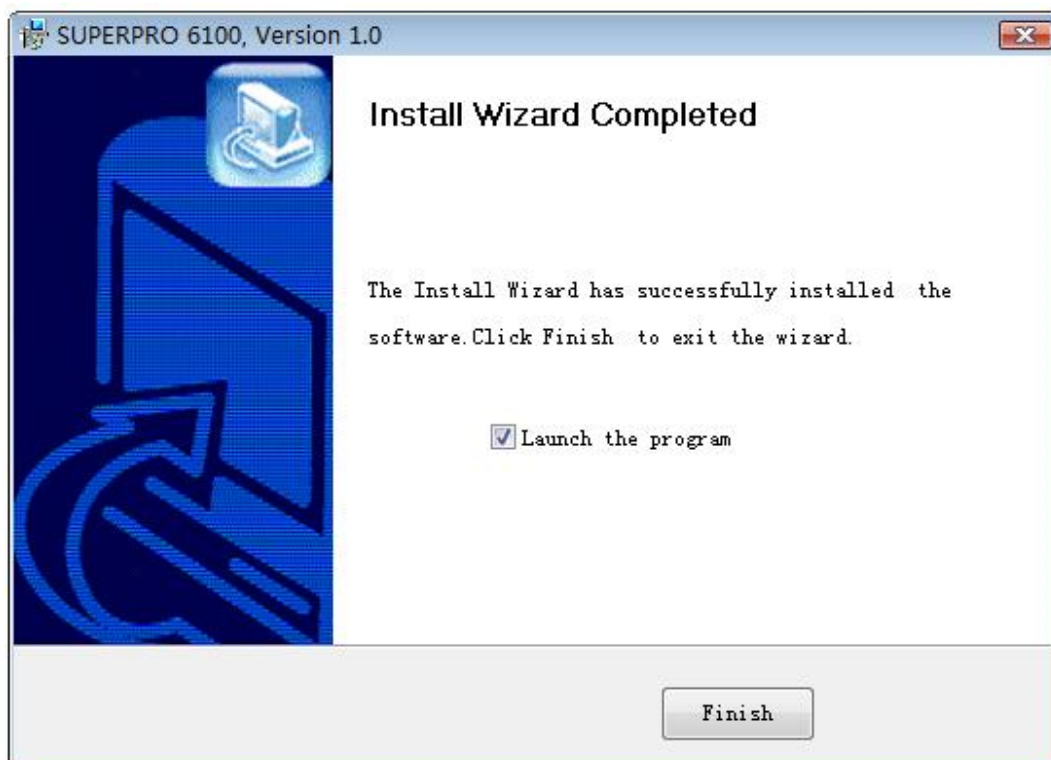 SUPERPRO 6100, Version 1.0
Install Wizard Completed
The Install Wizard has successfully installed the
software.Click Finish to exit the wizard.
Launch the program
Finish